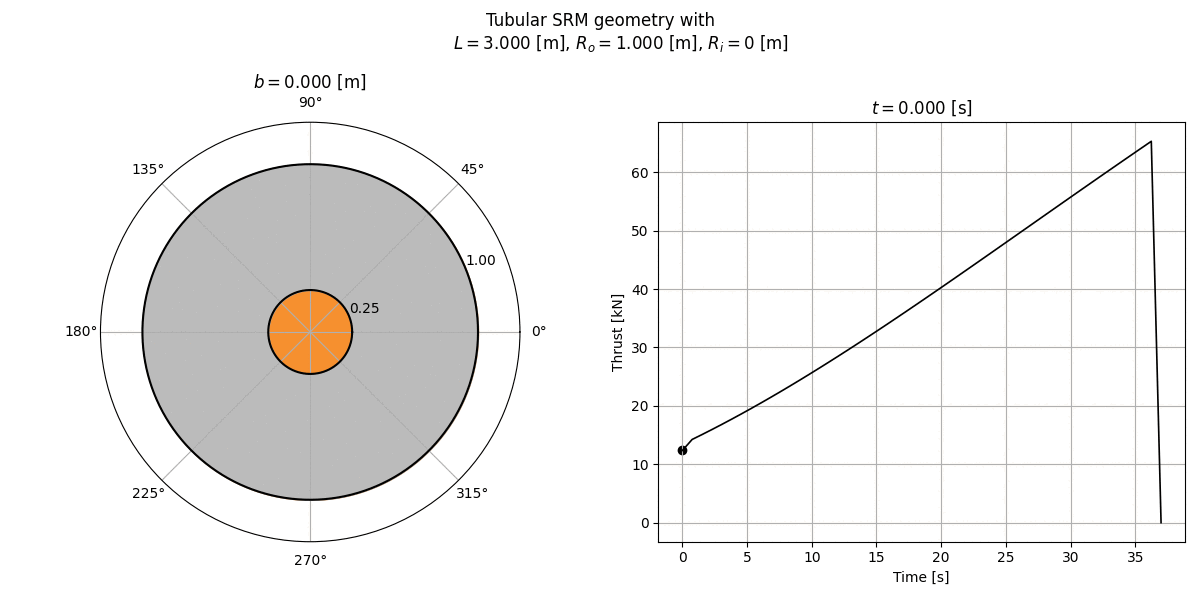 Tubular SRM geometry with
L = 3.000 [m], R_o = 1.000 [m], R_i = 0 [m]
b = 0.000 [m]
90°
135°
45°
1.00
0.25
180°
0°
225°
315°
270°
t = 0.000 [s]
Thrust [kN]
60
50
40
30
20
10
0
0 5 10 15 20 25 30 35
Time [s]